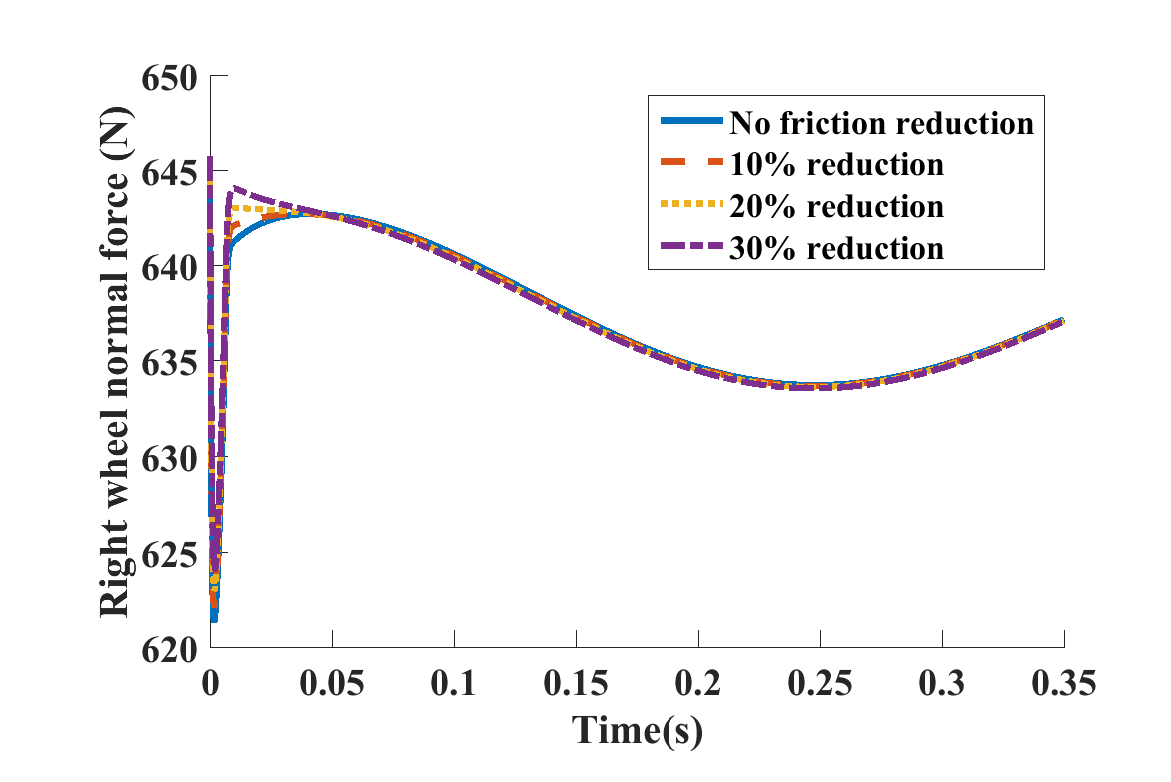 650
645
640
635
630
625
620
Right wheel normal force (N)
No friction reduction
10% reduction
20% reduction
30% reduction
0 0.05 0.1 0.15 0.2 0.25 0.3 0.35
Time(s)